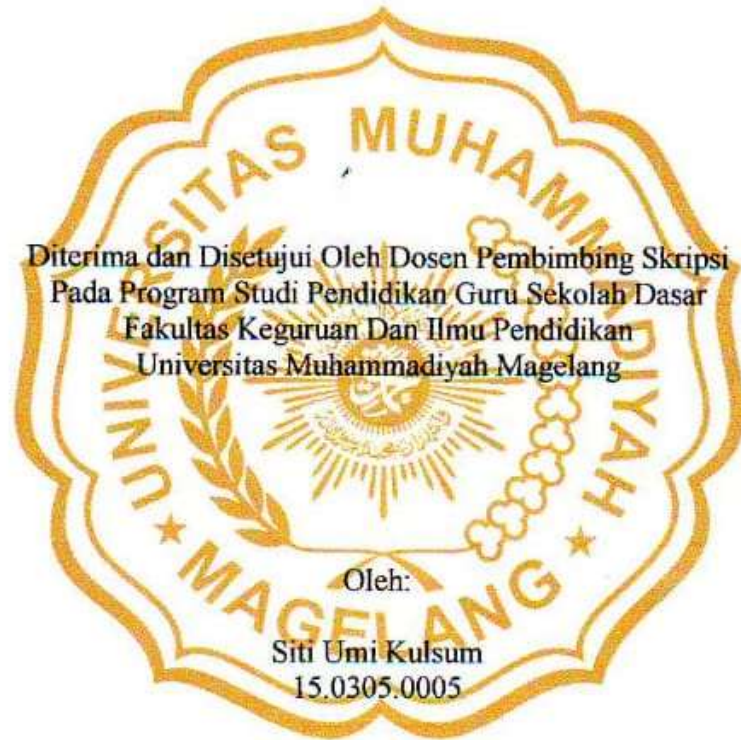 UNIVERSITAS MUHAMMADIYAH
Diterima dan Disetujui Oleh Dosen Pembimbing Skripsi
Pada Program Studi Pendidikan Guru Sekolah Dasar
Fakultas Keguruan Dan Ilmu Pendidikan
Universitas Muhammadiyah Magelang
MAGELANG
Oleh:
Siti Umi Kulsum
15.0305.0005